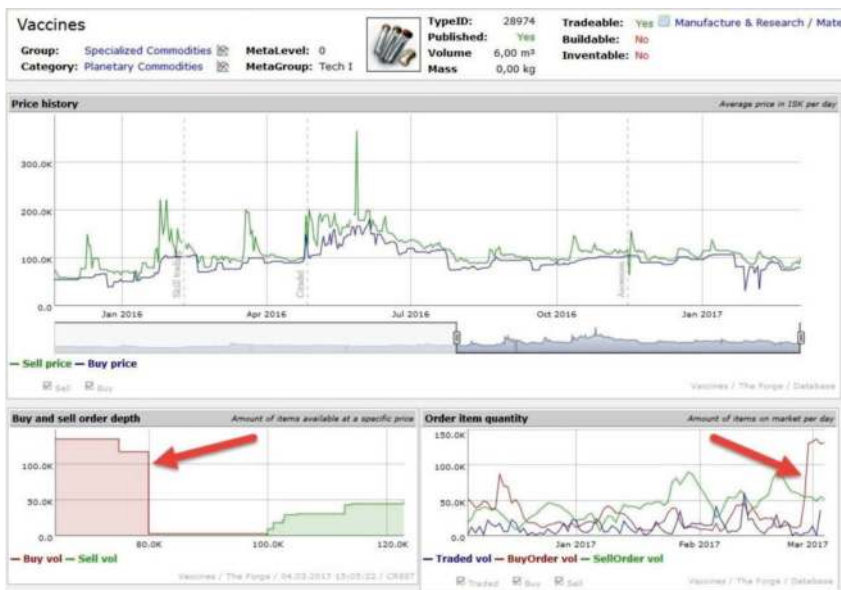 Vaccines
Group: Specialized Commodities
Category: Planetary Commodities
MetaLevel: 0
MetaGroup: Tech I
TypeID: 28974
Published: Yes
Volume 6,00 m³
Mass 0,00 kg
Tradeable: Yes
Buildable: No
Inventable: No
Manufacture & Research / Mate
Price history
Average price in ISK per day
300.0K
200.0K
100.0K
0.0
Citadel
Jan 2016
Apr 2016
Jul 2016
Oct 2016
Jan 2017
Sell price Buy price
Sell Buy
Vaccines / The Forge / Database
Buy and sell order depth
Amount of items available at a specific price
100.0K
50.0K
0.0
80.0K
100.0K
120.0K
Buy vol Sell vol
Vaccines / The Forge / 04.03.2017 15:05:22 / CREST
Order item quantity
Amount of items on market per day
150.0K
100.0K
50.0K
0.0
Jan 2017
Feb 2017
Mar 2017
Traded vol BuyOrder vol SellOrder vol
Traded Buy Sell
Vaccines / The Forge / Database